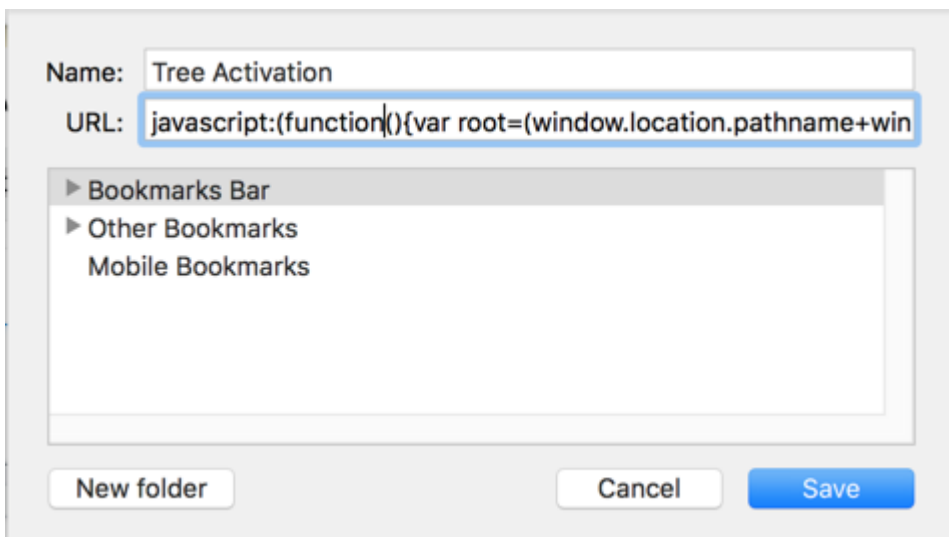 Name: Tree Activation
URL: javascript:(function(){var root=(window.location.pathname+win
Bookmarks Bar
Other Bookmarks
Mobile Bookmarks
New folder Cancel Save